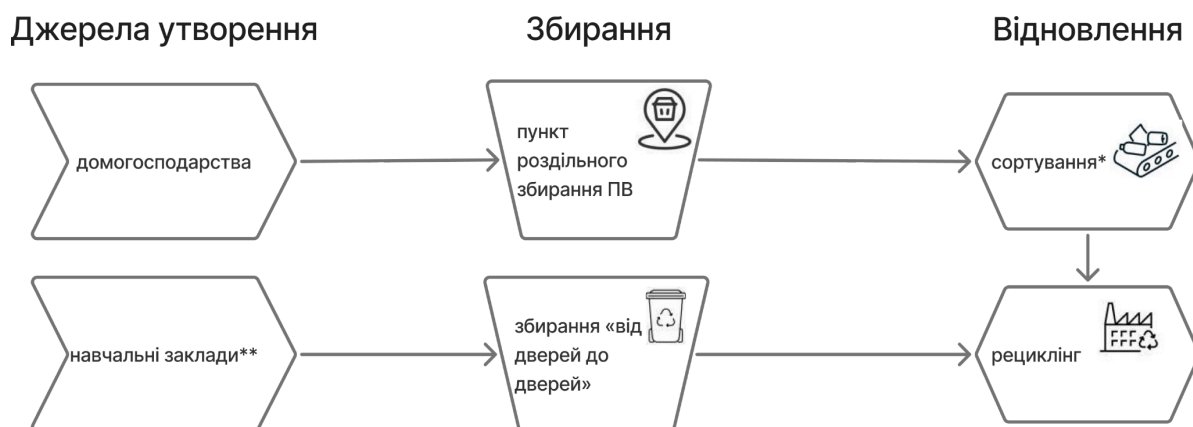 Джерела утворення
Збирання
Відновлення
домогосподарства
пункт
роздільного
збирання ПВ
сортування*
навчальні заклади**
збирання «від
дверей до
дверей»
рециклінг